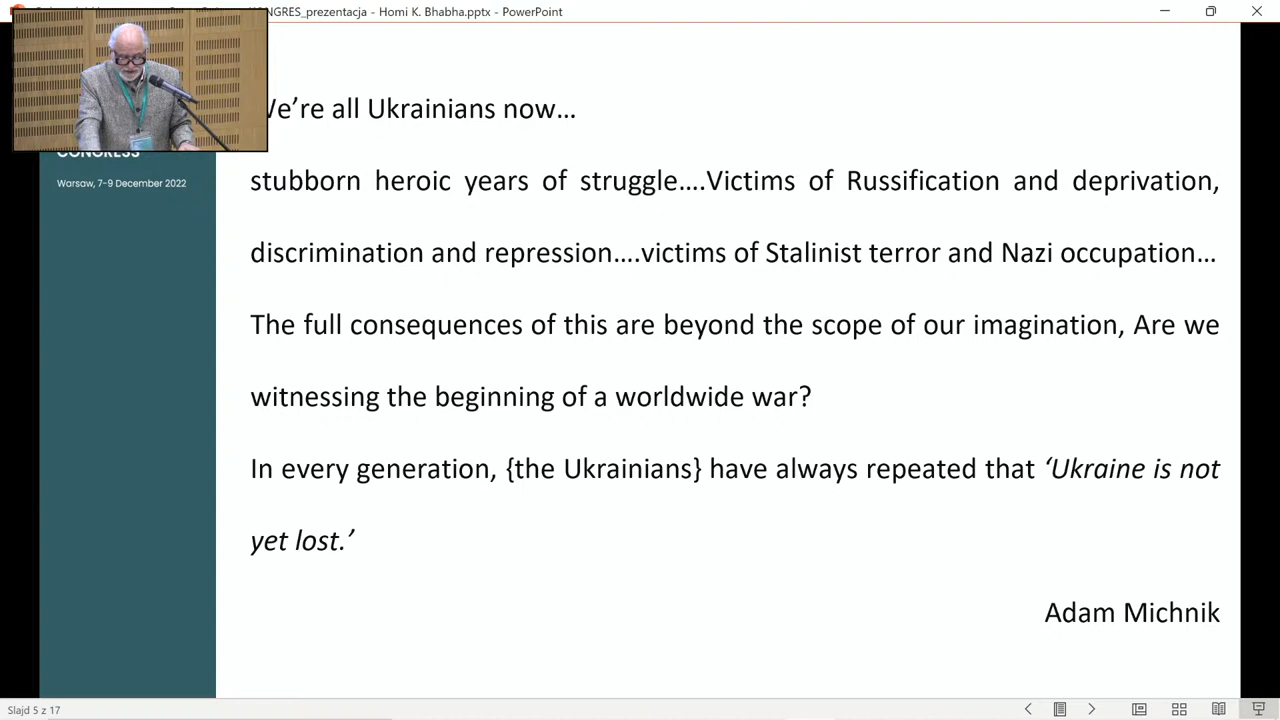 KONGRES_prezentacja - Homi K. Bhabha.pptx - PowerPoint
We're all Ukrainians now…
CONGRESS
Warsaw, 7-9 December 2022
stubborn heroic years of struggle….Victims of Russification and deprivation,
discrimination and repression….victims of Stalinist terror and Nazi occupation…
The full consequences of this are beyond the scope of our imagination, Are we
witnessing the beginning of a worldwide war?
In every generation, {the Ukrainians} have always repeated that ‘Ukraine is not
yet lost.’
Adam Michnik
Slajd 5 z 17